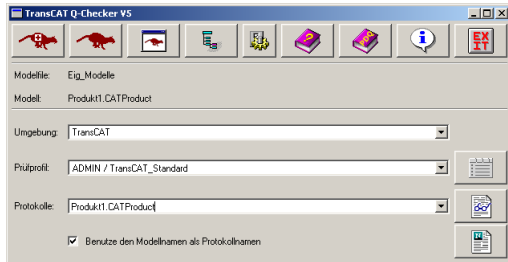 TransCAT Q-Checker V5
EXIT
Modelfile: Eig_Modelle
Modell: Produkt1.CATProduct
Umgebung: TransCAT
Prüfprofil: ADMIN / TransCAT_Standard
Protokolle: Produkt1.CATProduct
Benutze den Modellnamen als Protokollnamen